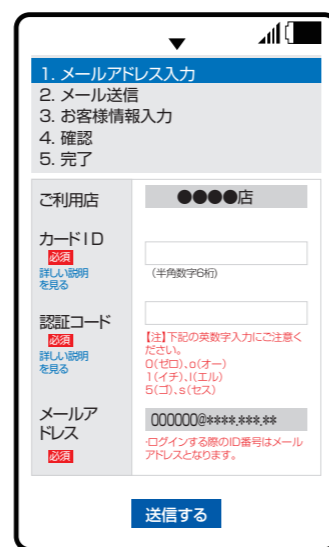 1. メールアドレス入力
2. メール送信
3. お客様情報入力
4. 確認
5. 完了
ご利用店
●●●●店
カードID
必須
詳しい説明
を見る
(半角数字6桁)
認証コード
必須
詳しい説明
を見る
【注】下記の英数字入力にご注意く
ださい。
0(ゼロ)、o(オー)
1(イチ)、l(エル)
5(ゴ)、s(セス)
メールア
ドレス
必須
000000@****.***.**
・ログインする際のID番号はメール
アドレスとなります。
送信する